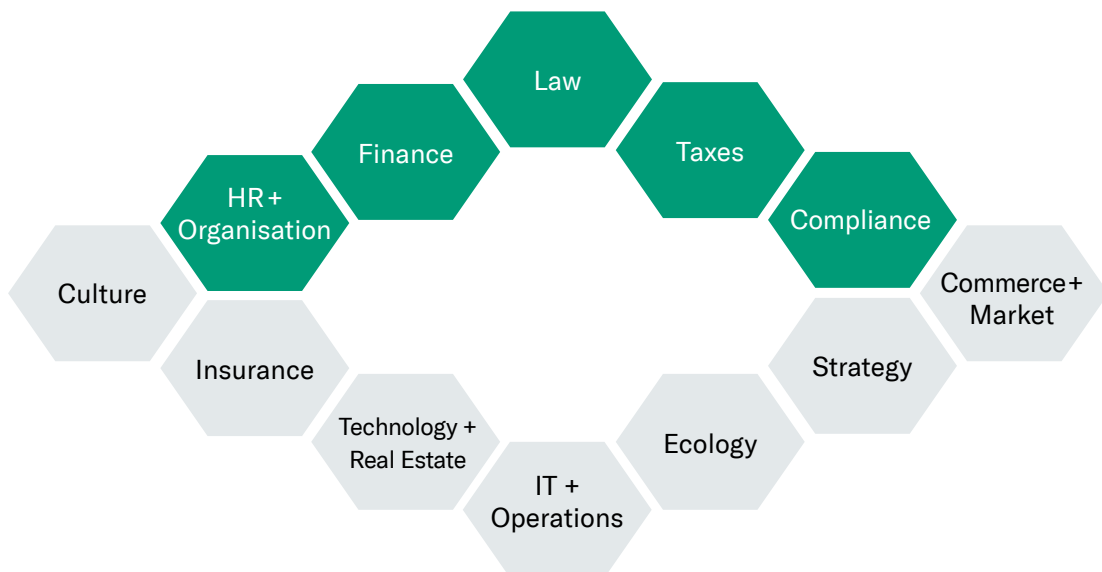 Law
Finance
Taxes
HR +
Organisation
Compliance
Culture
Commerce +
Market
Insurance
Strategy
Technology +
Real Estate
Ecology
IT +
Operations